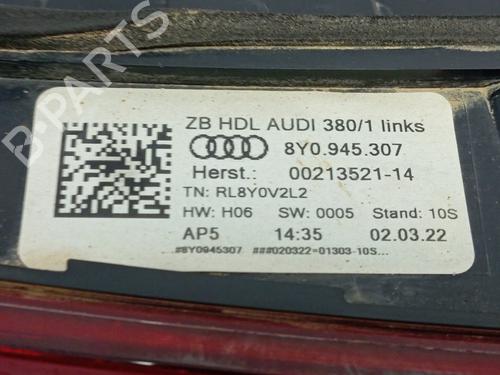 B-Parts
ZB HDL AUDI 380/1 links
8Y0.945.307
Herst.: 00213521-14
TN: RL8Y0V2L2
HW: H06 SW: 0005 Stand: 10S
AP5 14:35 02.03.22
#8Y0945307 ###020322-01303-10S...